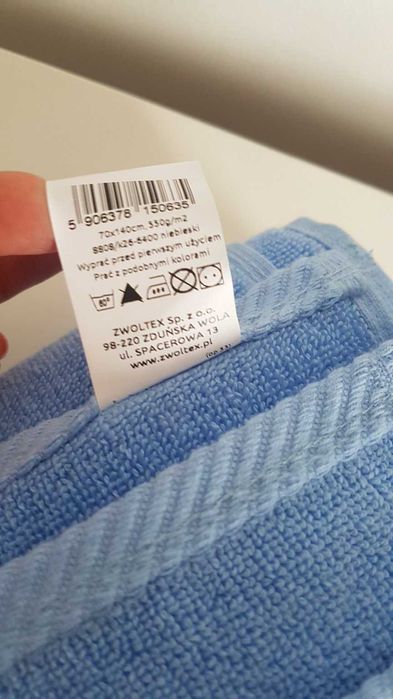 5 906378 150635
70x140cm, 550g/m2
8808/k26-6400 niebieski
Wyprać przed pierwszym użyciem
Prać z podobnymi kolorami
60°
ZWOLTEX Sp. z o.o.
98-220 ZDUŃSKA WOLA
ul. SPACEROWA 13
www.zwoltex.pl